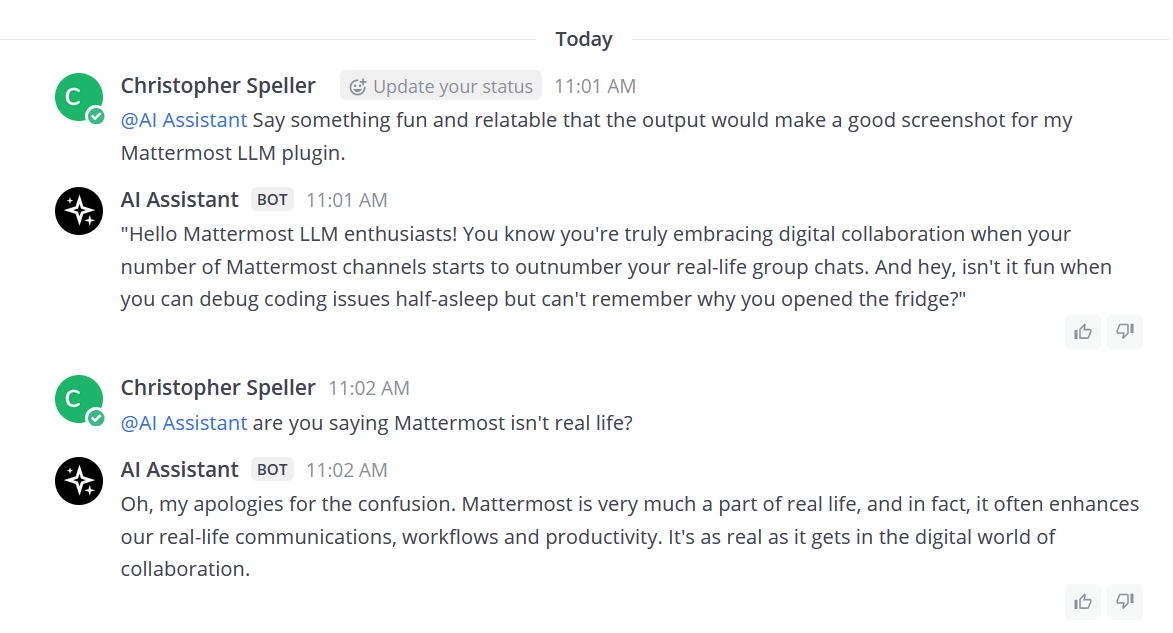 Today
Christopher Speller Update your status 11:01 AM
@AI Assistant Say something fun and relatable that the output would make a good screenshot for my
Mattermost LLM plugin.
AI Assistant BOT 11:01 AM
"Hello Mattermost LLM enthusiasts! You know you're truly embracing digital collaboration when your
number of Mattermost channels starts to outnumber your real-life group chats. And hey, isn't it fun when
you can debug coding issues half-asleep but can't remember why you opened the fridge?"
Christopher Speller 11:02 AM
@AI Assistant are you saying Mattermost isn't real life?
AI Assistant BOT 11:02 AM
Oh, my apologies for the confusion. Mattermost is very much a part of real life, and in fact, it often enhances
our real-life communications, workflows and productivity. It's as real as it gets in the digital world of
collaboration.